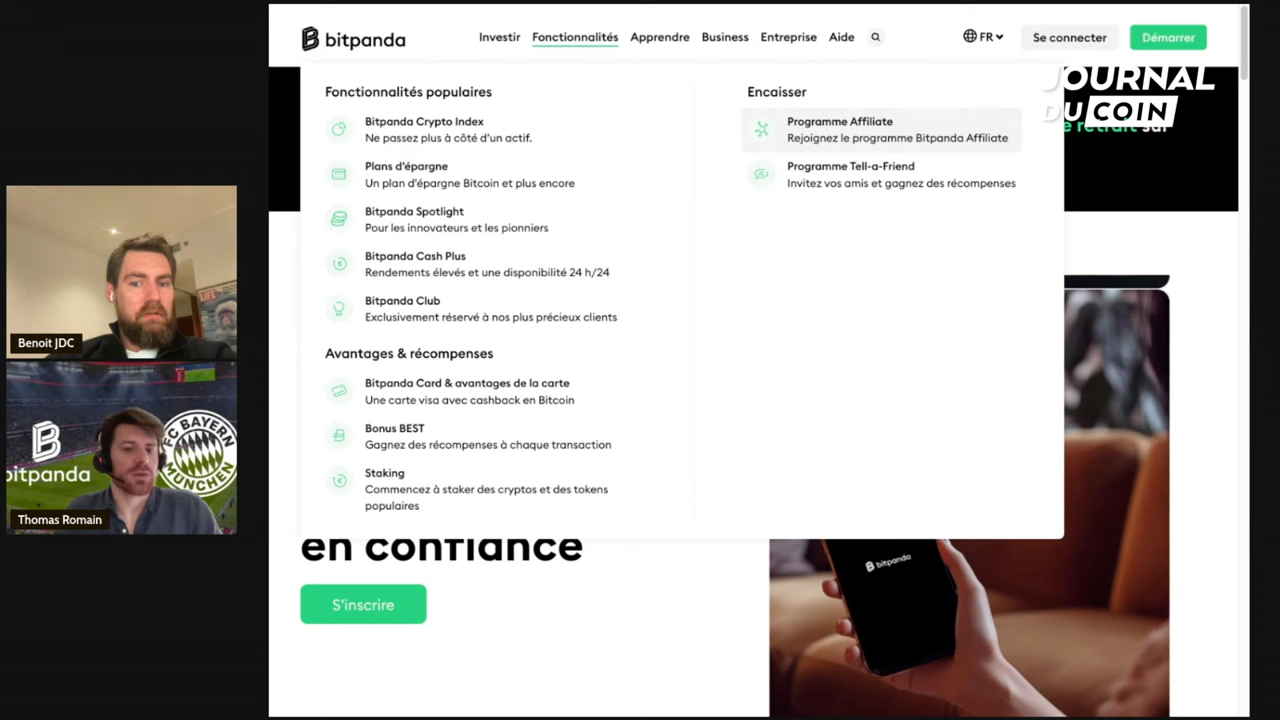 bitpanda
Investir
Fonctionnalités
Apprendre
Business
Entreprise
Aide
FR
Se connecter
Démarrer
JOURNAL
DU COIN
retrait sur
Fonctionnalités populaires
Bitpanda Crypto Index
Ne passez plus à côté d'un actif.
Plans d'épargne
Un plan d'épargne Bitcoin et plus encore
Bitpanda Spotlight
Pour les innovateurs et les pionniers
Bitpanda Cash Plus
Rendements élevés et une disponibilité 24 h/24
Bitpanda Club
Exclusivement réservé à nos plus précieux clients
Avantages & récompenses
Bitpanda Card & avantages de la carte
Une carte visa avec cashback en Bitcoin
Bonus BEST
Gagnez des récompenses à chaque transaction
Staking
Commencez à staker des cryptos et des tokens
populaires
Encaisser
Programme Affiliate
Rejoignez le programme Bitpanda Affiliate
Programme Tell-a-Friend
Invitez vos amis et gagnez des récompenses
en confiance
S'inscrire
bitpanda
LIFE
Benoit JDC
bitpanda
FC BAYERN
MÜNCHEN
Thomas Romain